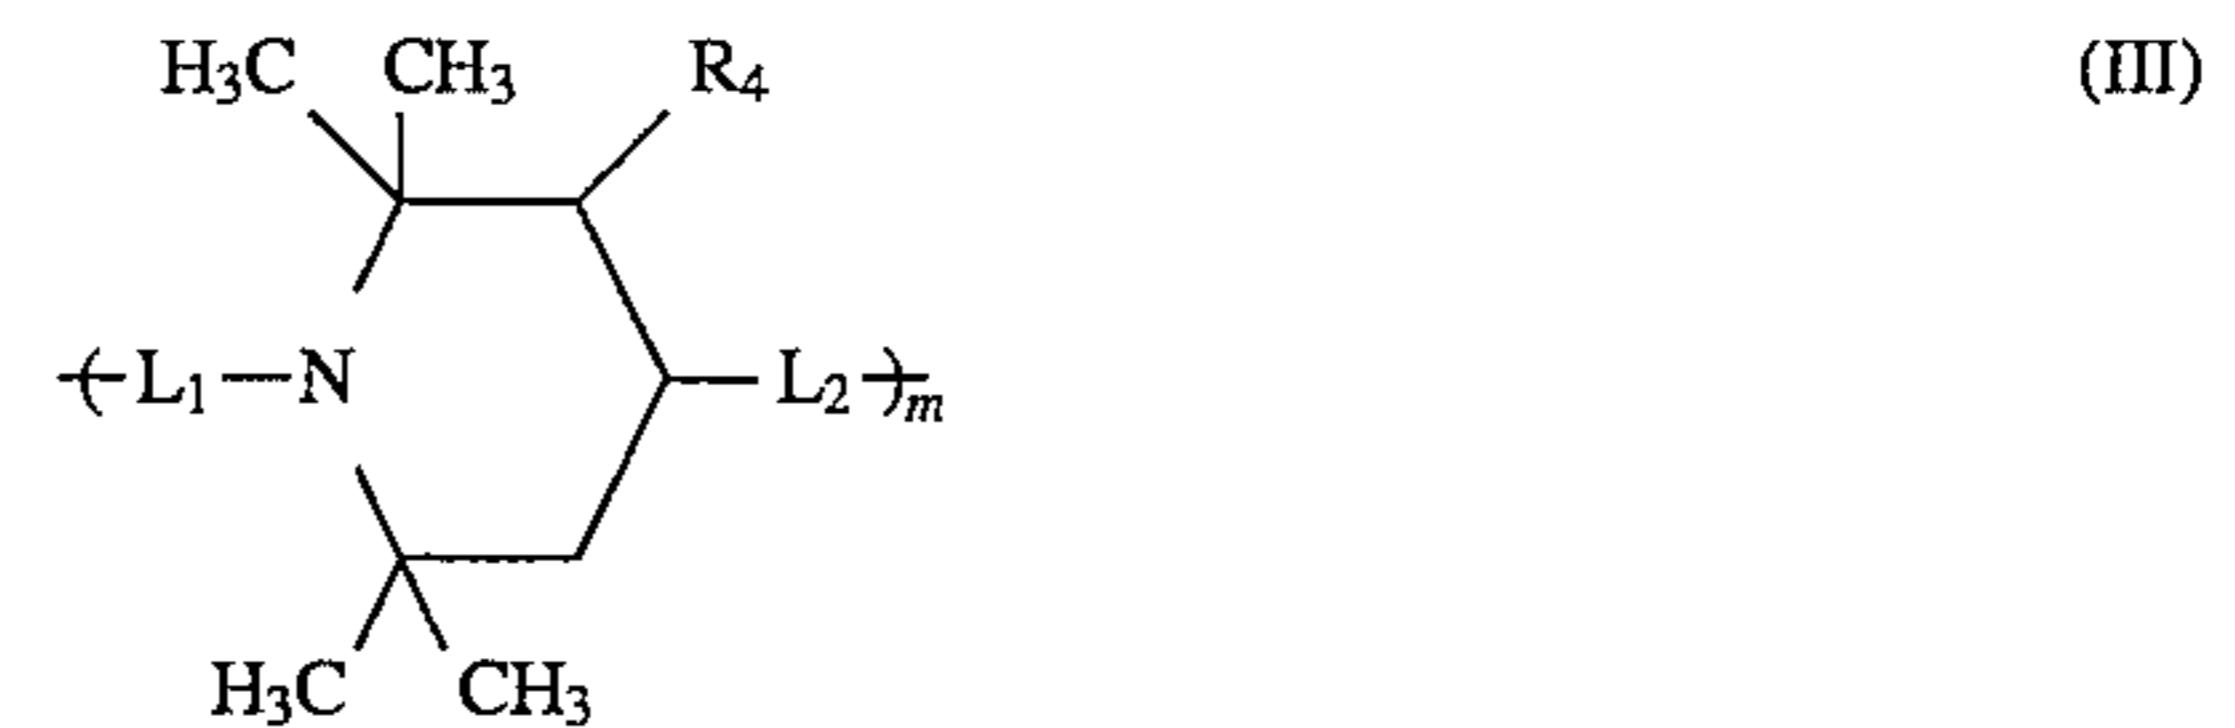 H₃C CH₃ R₄ (III)
-(-L₁—N —L₂-)-m
H₃C CH₃